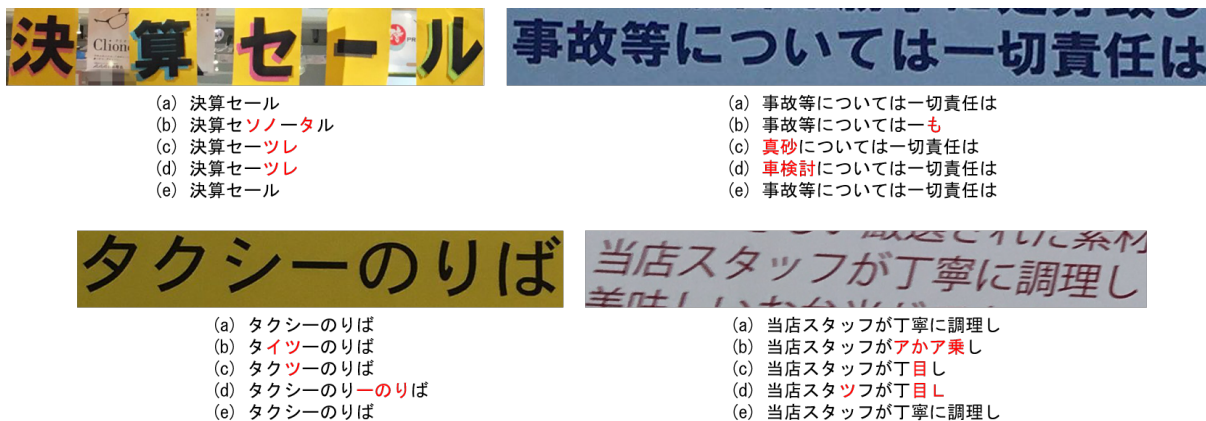 決算セール
Clione
事故等については一切責任は
(a) 決算セール
(b) 決算セソノータル
(c) 決算セーツレ
(d) 決算セーツレ
(e) 決算セール
(a) 事故等については一切責任は
(b) 事故等については一も
(c) 真砂については一切責任は
(d) 車検討については一切責任は
(e) 事故等については一切責任は
タクシーのりば
当店スタッフが丁寧に調理し
(a) タクシーのりば
(b) タイツーのりば
(c) タクツーのりば
(d) タクシーのりーのりば
(e) タクシーのりば
(a) 当店スタッフが丁寧に調理し
(b) 当店スタッフがアかア乗し
(c) 当店スタッフが丁目し
(d) 当店スタツフが丁目L
(e) 当店スタッフが丁寧に調理し